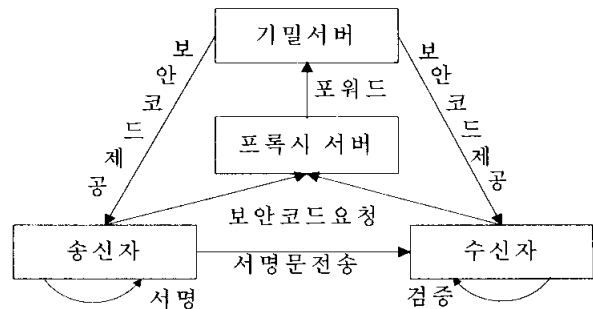 기밀서버
보안코드제공
보안코드제공
포워드
프록시 서버
보안코드요청
송신자
수신자
서명문전송
서명
검증